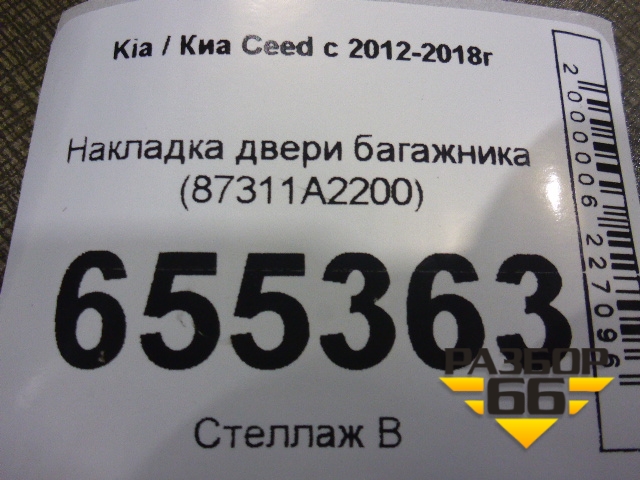 Kia / Киа Ceed с 2012-2018г
Накладка двери багажника
(87311A2200)
655363
Стеллаж В
2000006227096
РАЗБОР
66